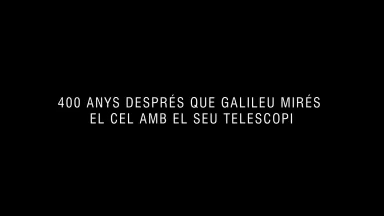 400 ANYS DESPRÉS QUE GALILEU MIRÉS
EL CEL AMB EL SEU TELESCOPI